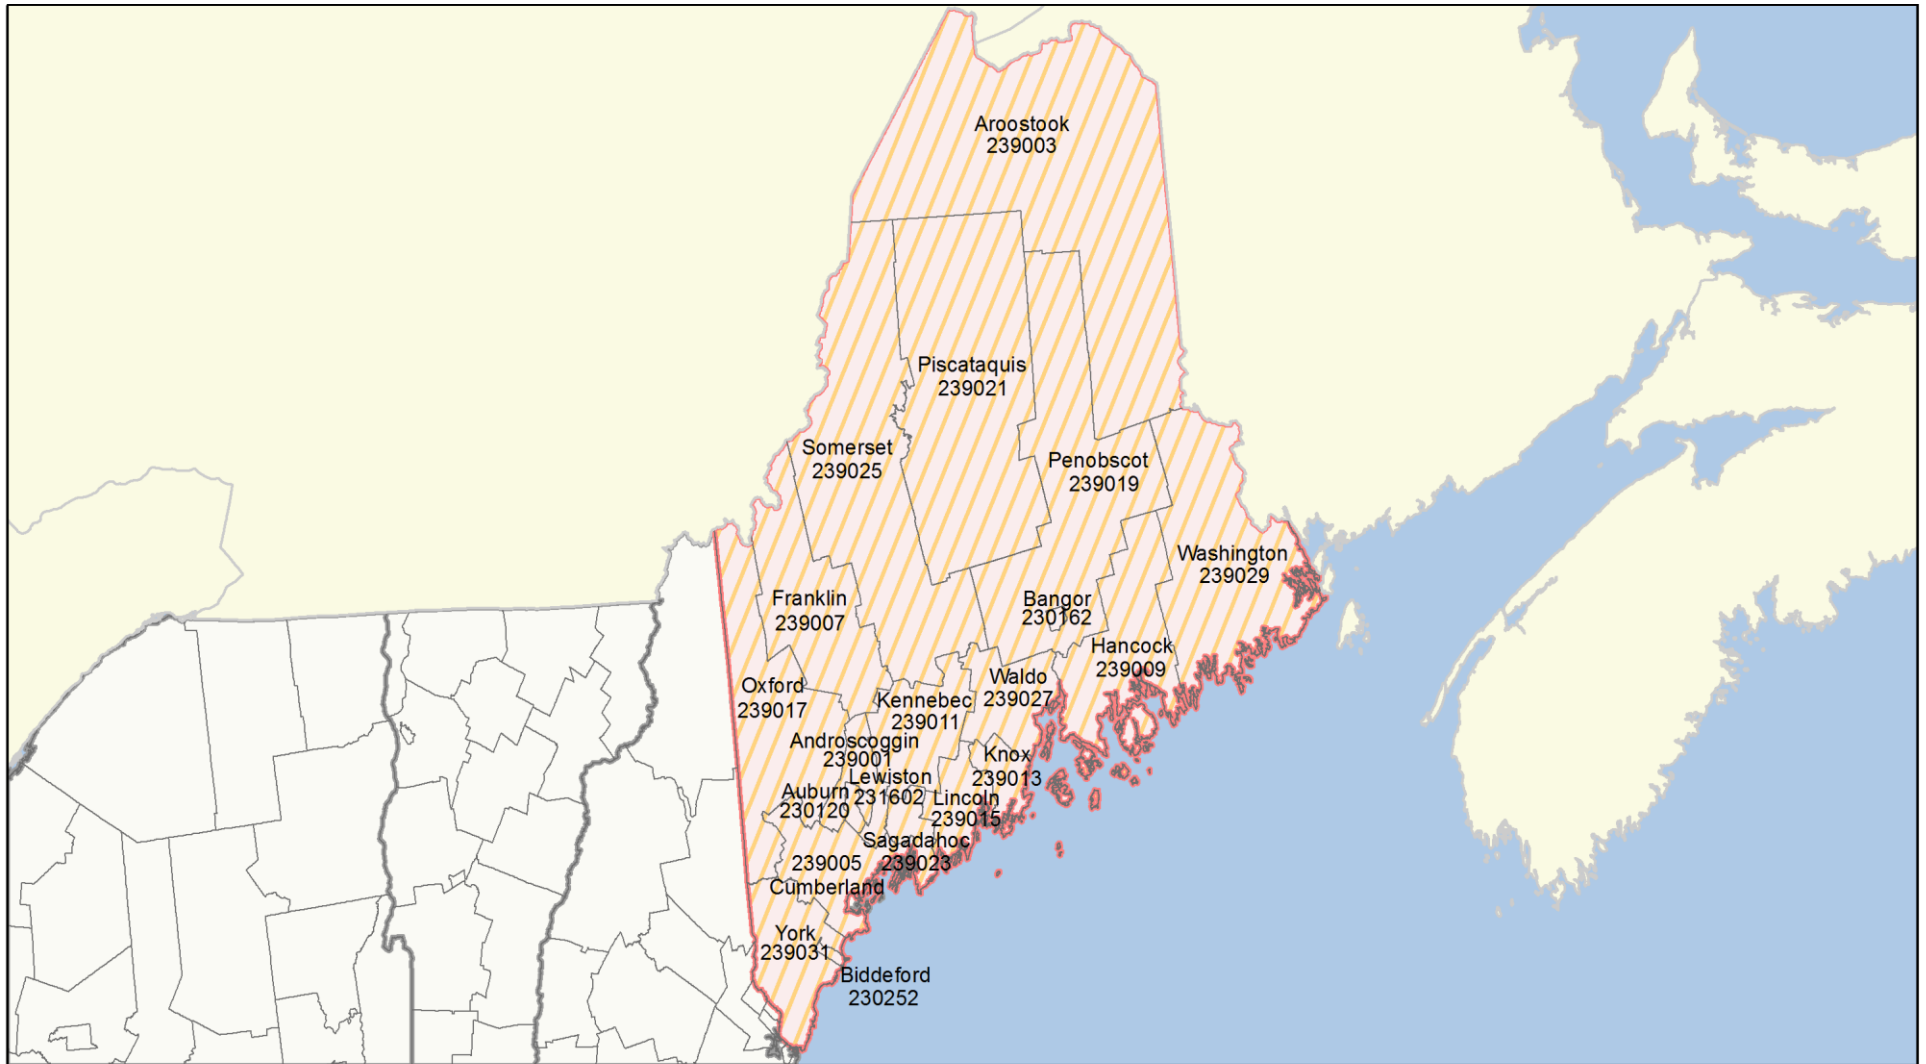 Aroostook
239003
Piscataquis
239021
Somerset
239025
Penobscot
239019
Washington
239029
Franklin
239007
Bangor
230162
Hancock
239009
Oxford
239017
Waldo
239027
Kennebec
239011
Androscoggin
239001
Knox
239013
Lewiston
231602
Auburn
230120
Lincoln
239015
Sagadahoc
239023
239005
Cumberland
York
239031
Biddeford
230252